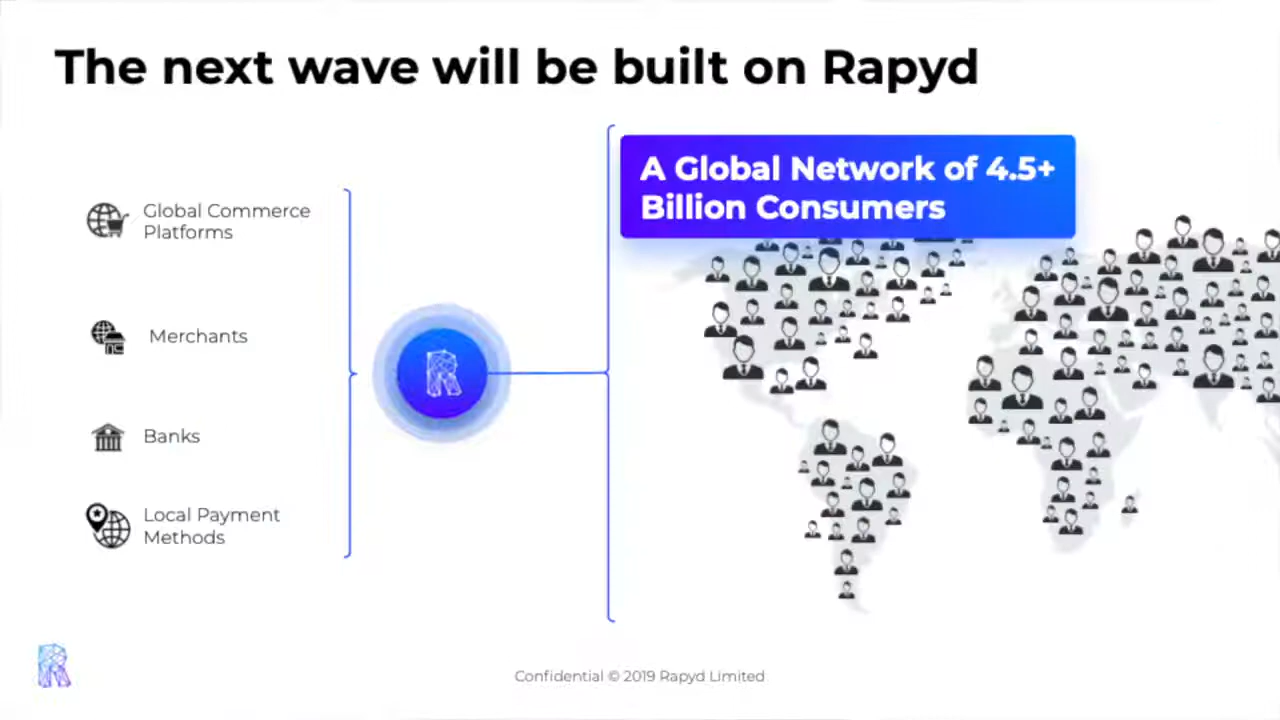 The next wave will be built on Rapyd
A Global Network of 4.5+
Billion Consumers
Global Commerce
Platforms
Merchants
Banks
Local Payment
Methods
R
R
Confidential © 2019 Rapyd Limited